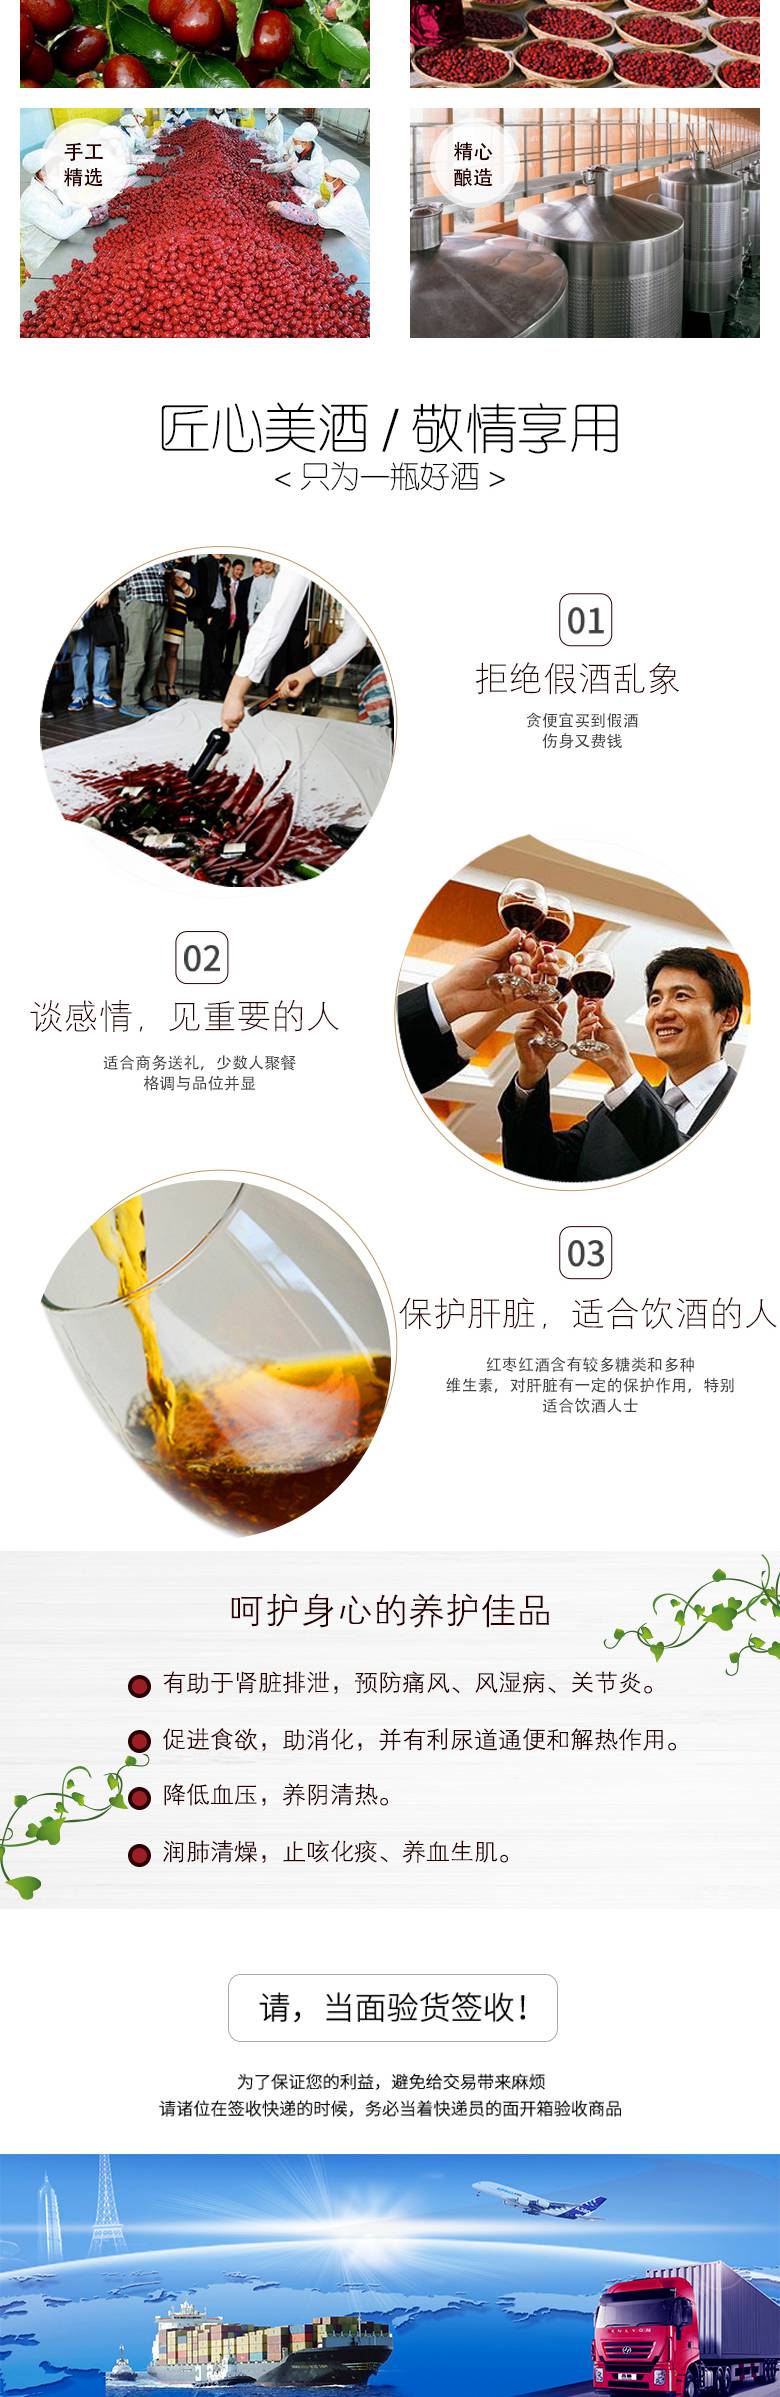 手工
精选
精心
酿造
匠心美酒 / 敬情享用
< 只为一瓶好酒 >
01
拒绝假酒乱象
贪便宜买到假酒
伤身又费钱
02
谈感情，见重要的人
适合商务送礼，少数人聚餐
格调与品位并显
03
保护肝脏，适合饮酒的人
红枣红酒含有较多糖类和多种
维生素，对肝脏有一定的保护作用，特别
适合饮酒人士
呵护身心的养护佳品
有助于肾脏排泄，预防痛风、风湿病、关节炎。
促进食欲，助消化，并有利尿道通便和解热作用。
降低血压，养阴清热。
润肺清燥，止咳化痰、养血生肌。
请，当面验货签收！
为了保证您的利益，避免给交易带来麻烦
请诸位在签收快递的时候，务必当着快递员的面开箱验收商品